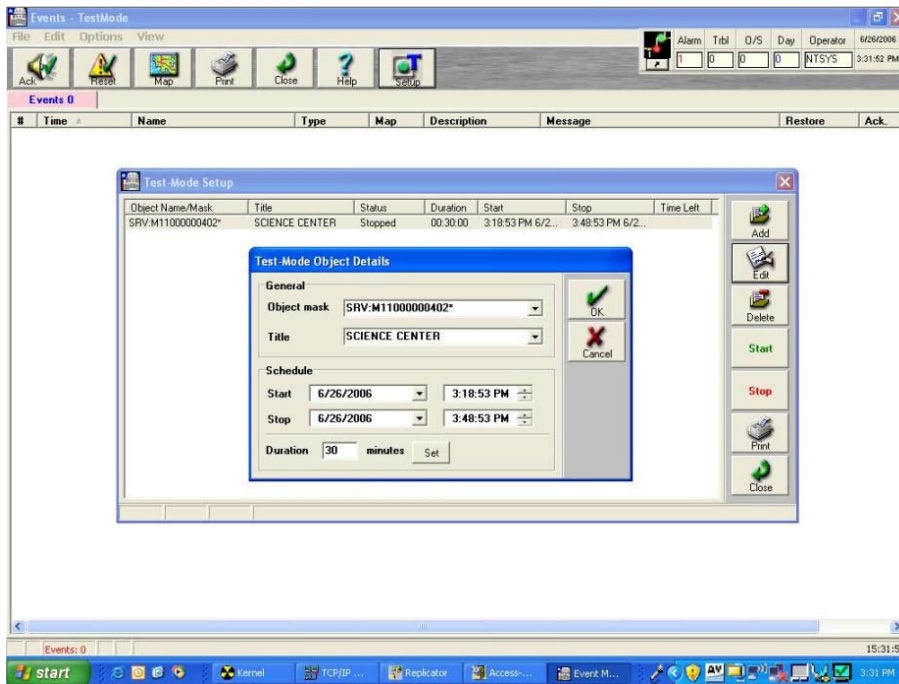 Events - TestMode
File Edit Options View
Ack Reset Map Print Close Help Setup
Alarm Trbl O/S Day Operator 6/26/2006
1 0 0 0 NTSYS 3:31:52 PM
Events 0
# Time Name Type Map Description Message Restore Ack.
Test-Mode Setup
Object Name/Mask Title Status Duration Start Stop Time Left
SRV:M11000000402* SCIENCE CENTER Stopped 00:30:00 3:18:53 PM 6/2... 3:48:53 PM 6/2...
Add
Edit
Delete
Start
Stop
Print
Close
Test-Mode Object Details
General
Object mask SRV:M11000000402*
Title SCIENCE CENTER
OK
Cancel
Schedule
Start 6/26/2006 3:18:53 PM
Stop 6/26/2006 3:48:53 PM
Duration 30 minutes Set
Events: 0 15:31:5
start Kernel TCP/IP ... Replicator Access-... Event M... AV 3:31 PM